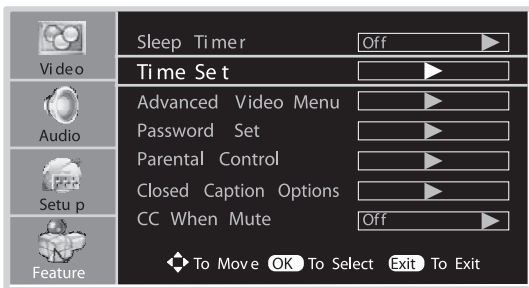 Video
Audio
Setup
Feature
Sleep Timer Off
Time Set
Advanced Video Menu
Password Set
Parental Control
Closed Caption Options
CC When Mute Off
To Move OK To Select Exit To Exit